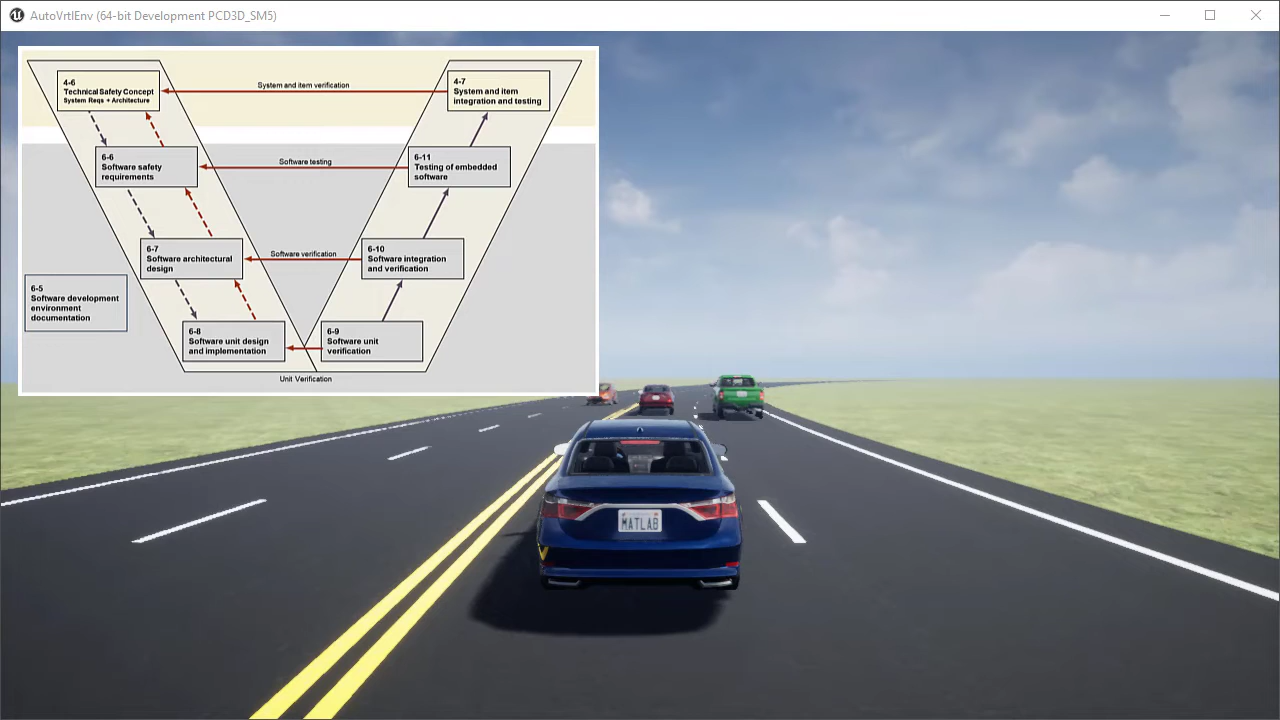 AutoVrtlEnv (64-bit Development PCD3D_SM5)
4-6
Technical Safety Concept
System Reqs + Architecture
System and item verification
4-7
System and item
integration and testing
6-6
Software safety
requirements
Software testing
6-11
Testing of embedded
software
6-7
Software architectural
design
Software verification
6-10
Software integration
and verification
6-5
Software development
environment
documentation
6-8
Software unit design
and implementation
6-9
Software unit
verification
Unit Verification
MATLAB